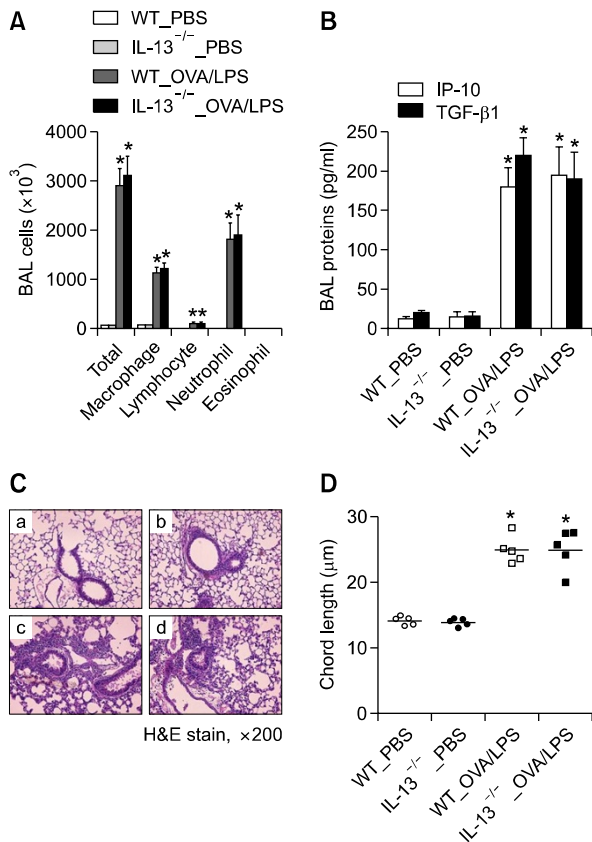 A
WT_PBS
IL-13⁻/⁻_PBS
WT_OVA/LPS
IL-13⁻/⁻_OVA/LPS
BAL cells (×10³)
4000
3000
2000
1000
0
* * * * ** * *
Total
Macrophage
Lymphocyte
Neutrophil
Eosinophil
B
IP-10
TGF-β1
BAL proteins (pg/ml)
250
200
150
100
50
0
* * * *
WT_PBS
IL-13⁻/⁻_PBS
WT_OVA/LPS
IL-13⁻/⁻_OVA/LPS
C
a
b
c
d
H&E stain, ×200
D
Chord length (μm)
30
20
10
0
* *
WT_PBS
IL-13⁻/⁻_PBS
WT_OVA/LPS
IL-13⁻/⁻_OVA/LPS